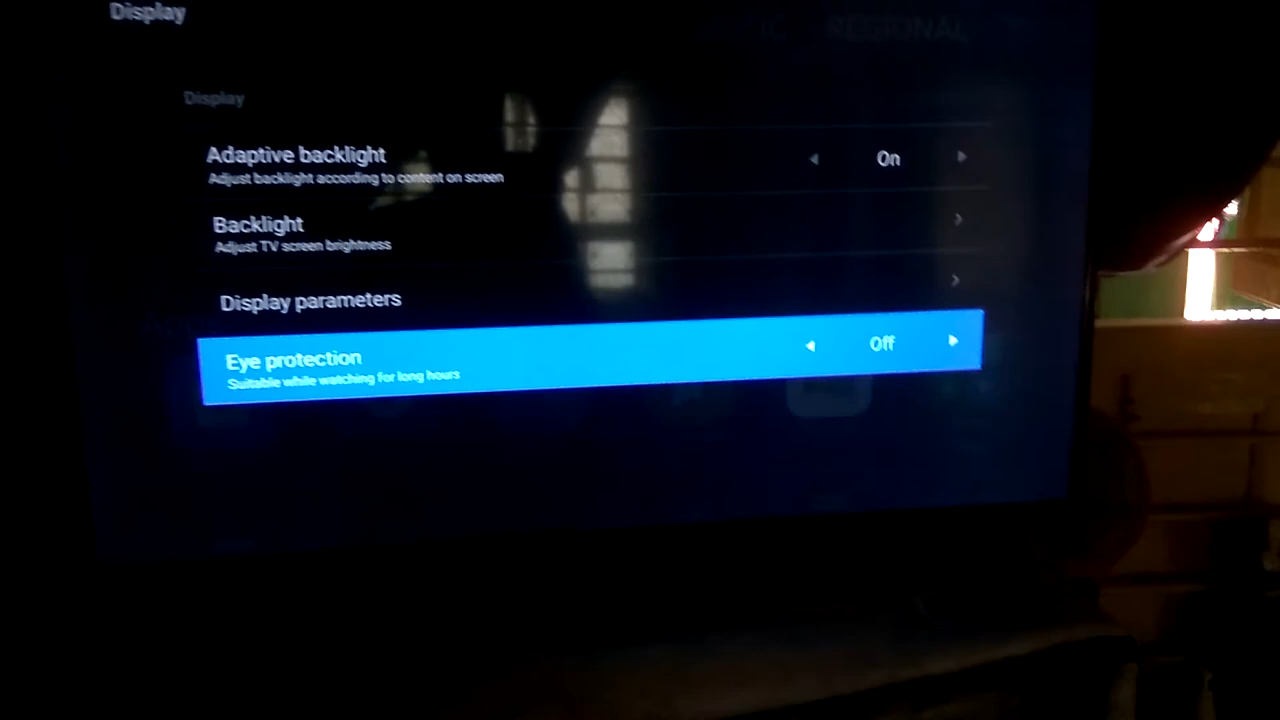 Display
REGIONAL
Display
Adaptive backlight
Adjust backlight according to content on screen
On
Backlight
Adjust TV screen brightness
Display parameters
Eye protection
Suitable while watching for long hours
Off